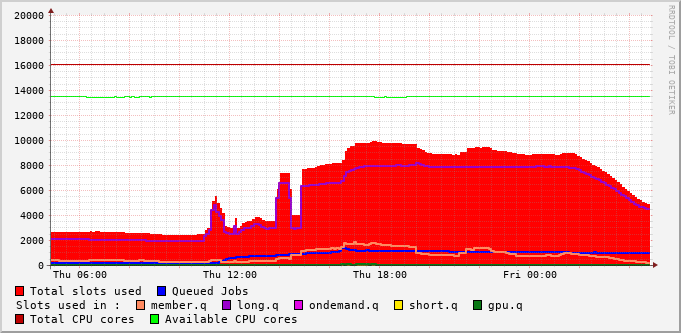 20000
18000
16000
14000
12000
10000
8000
6000
4000
2000
0
Thu 06:00 Thu 12:00 Thu 18:00 Fri 00:00
RRDTOOL / TOBI OETIKER
Total slots used Queued Jobs
Slots used in : member.q long.q ondemand.q short.q gpu.q
Total CPU cores Available CPU cores